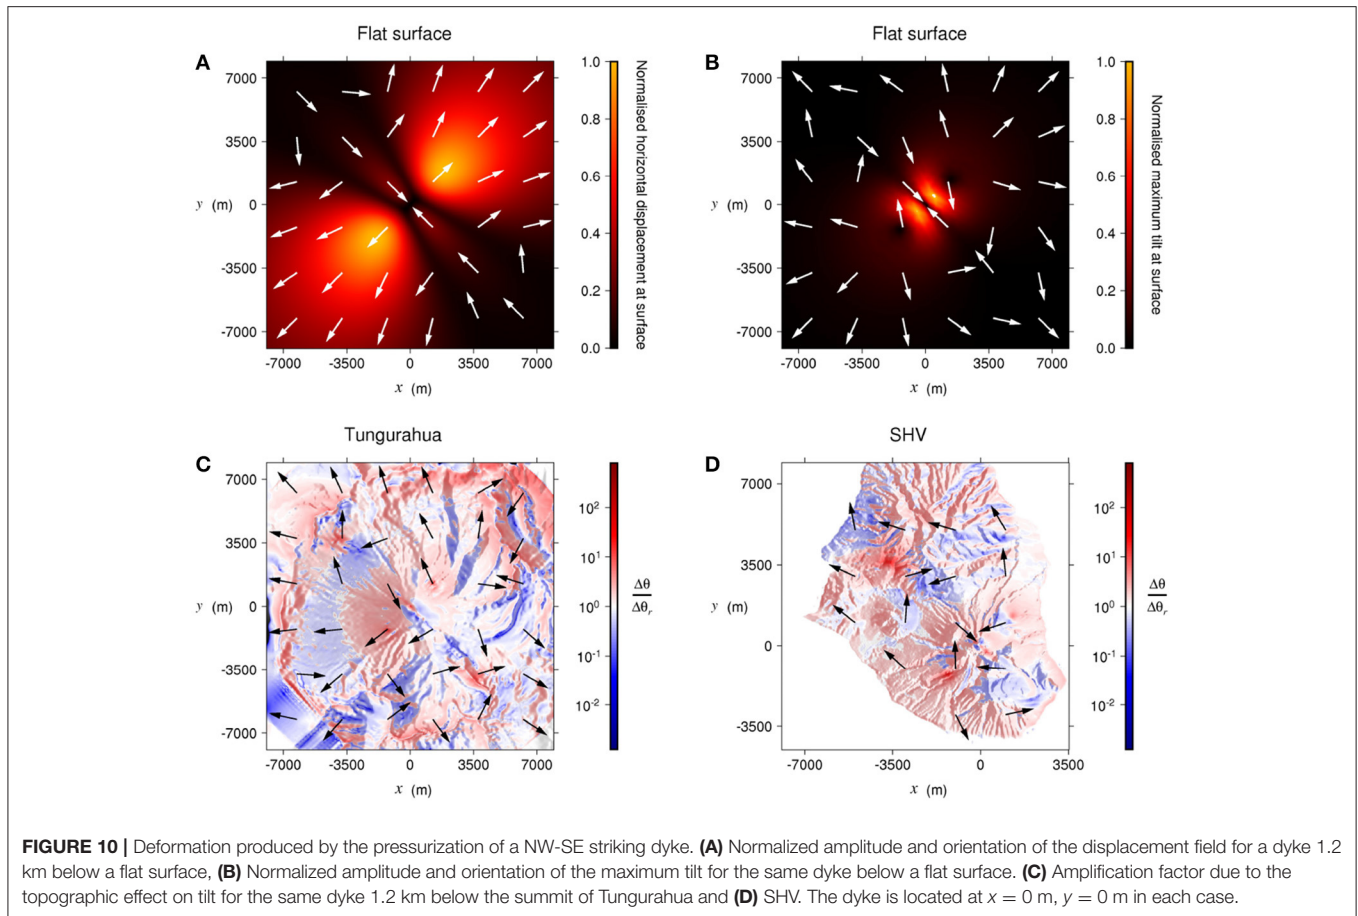 Flat surface
A
7000
3500
0
-3500
-7000
y (m)
-7000 -3500 0 3500 7000
x (m)
1.0
0.8
0.6
0.4
0.2
0.0
Normalised horizontal displacement at surface
Flat surface
B
7000
3500
0
-3500
-7000
y (m)
-7000 -3500 0 3500 7000
x (m)
1.0
0.8
0.6
0.4
0.2
0.0
Normalised maximum tilt at surface
Tungurahua
C
7000
3500
0
-3500
-7000
y (m)
-7000 -3500 0 3500 7000
x (m)
10²
10¹
10⁰
10⁻¹
10⁻²
Δθ
Δθᵣ
SHV
D
7000
3500
0
-3500
y (m)
-7000 -3500 0 3500
x (m)
10²
10¹
10⁰
10⁻¹
10⁻²
Δθ
Δθᵣ
FIGURE 10 | Deformation produced by the pressurization of a NW-SE striking dyke. (A) Normalized amplitude and orientation of the displacement field for a dyke 1.2
km below a flat surface, (B) Normalized amplitude and orientation of the maximum tilt for the same dyke below a flat surface. (C) Amplification factor due to the
topographic effect on tilt for the same dyke 1.2 km below the summit of Tungurahua and (D) SHV. The dyke is located at x = 0 m, y = 0 m in each case.